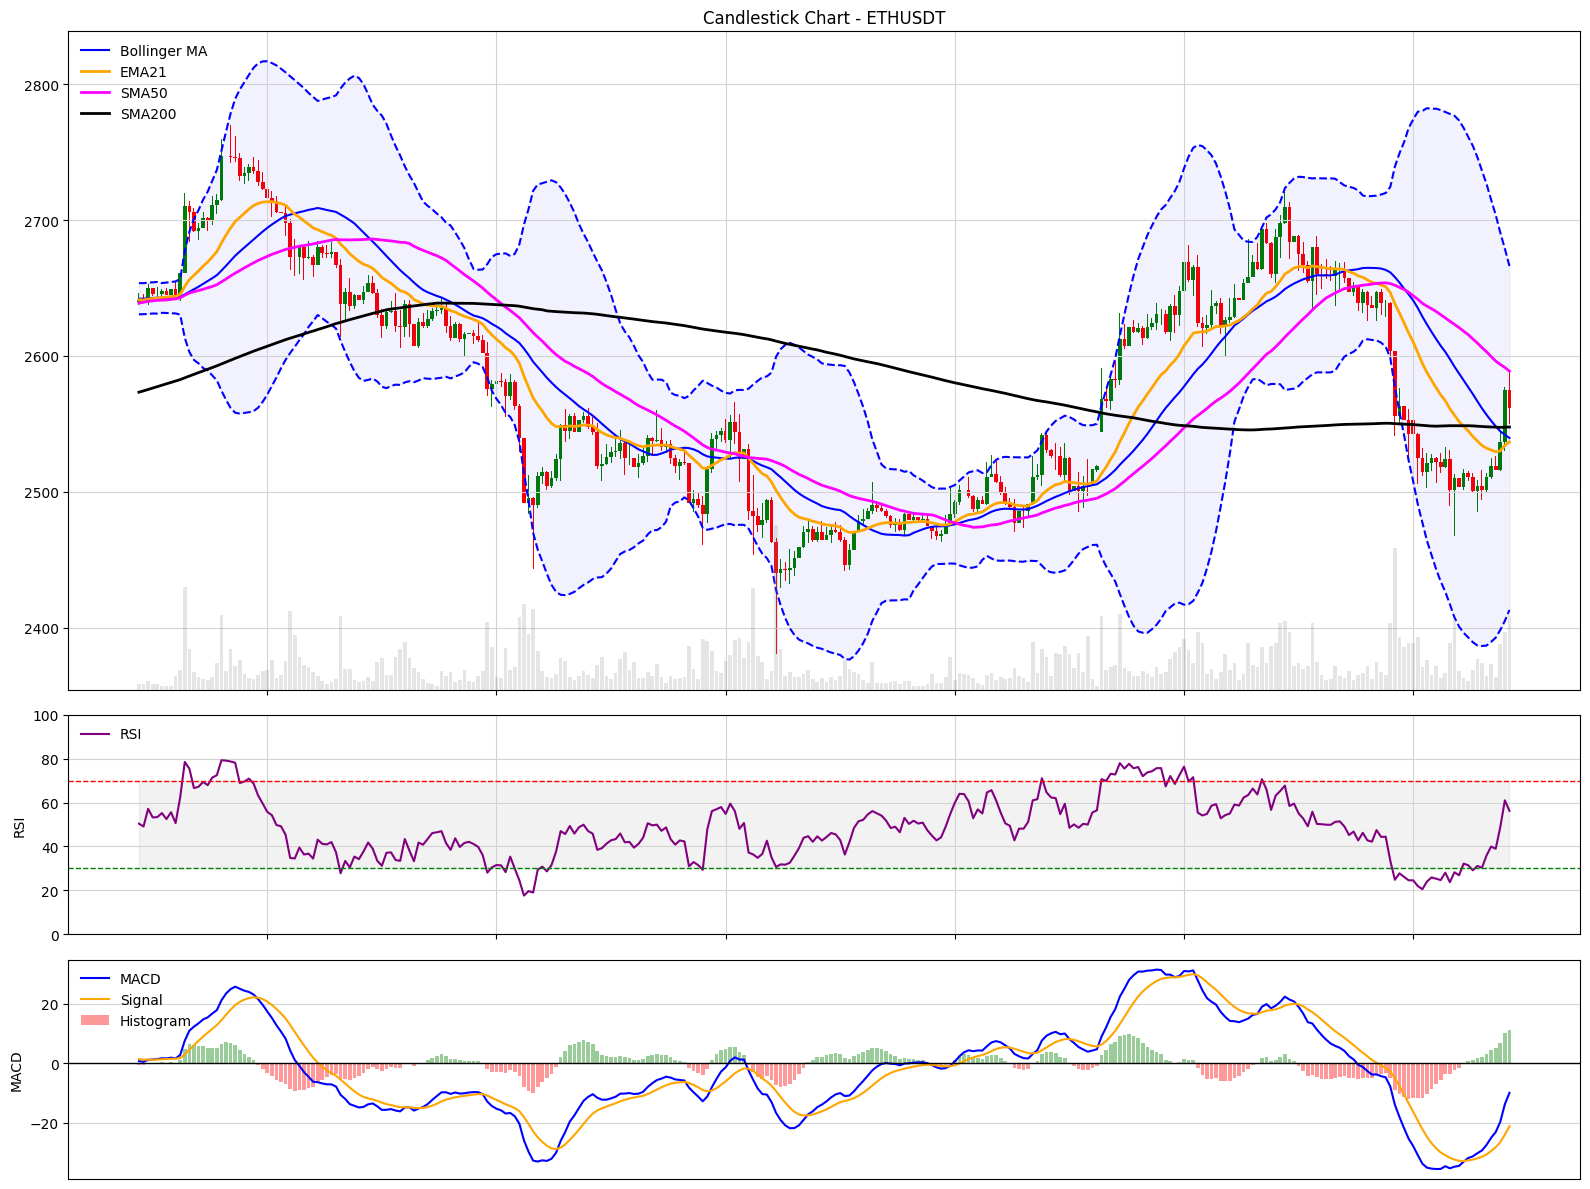 Candlestick Chart - ETHUSDT
Bollinger MA
EMA21
SMA50
SMA200
2800
2700
2600
2500
2400
RSI
100
80
60
40
20
0
RSI
MACD
Signal
Histogram
20
0
−20
MACD